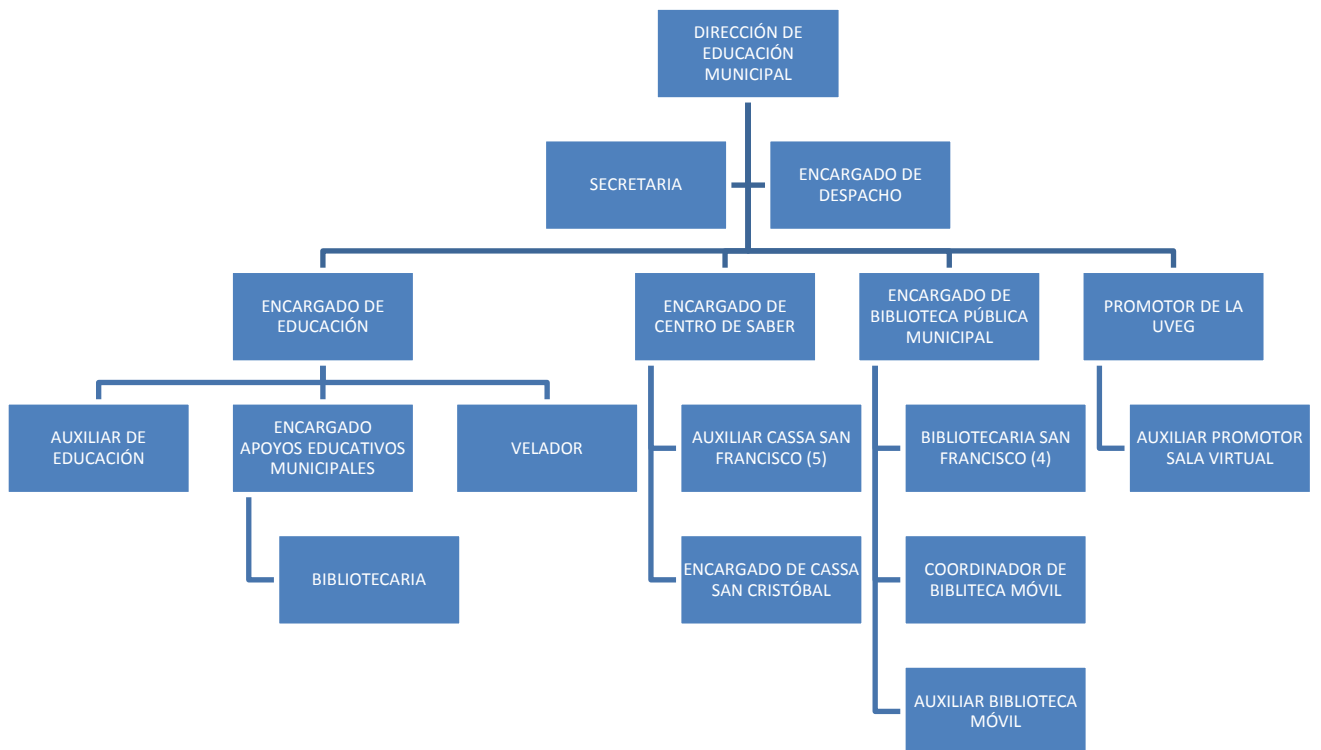 DIRECCIÓN DE
EDUCACIÓN
MUNICIPAL
SECRETARIA
ENCARGADO DE
DESPACHO
ENCARGADO DE
EDUCACIÓN
ENCARGADO DE
CENTRO DE SABER
ENCARGADO DE
BIBLIOTECA PÚBLICA
MUNICIPAL
PROMOTOR DE LA
UVEG
AUXILIAR DE
EDUCACIÓN
ENCARGADO
APOYOS EDUCATIVOS
MUNICIPALES
VELADOR
AUXILIAR CASSA SAN
FRANCISCO (5)
BIBLIOTECARIA SAN
FRANCISCO (4)
AUXILIAR PROMOTOR
SALA VIRTUAL
BIBLIOTECARIA
ENCARGADO DE CASSA
SAN CRISTÓBAL
COORDINADOR DE
BIBLITECA MÓVIL
AUXILIAR BIBLIOTECA
MÓVIL